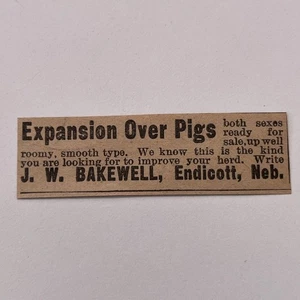 Expansion Over Pigs both sexes
ready for
sale, up well
roomy, smooth type. We know this is the kind
you are looking for to improve your herd. Write
J. W. BAKEWELL, Endicott, Neb.